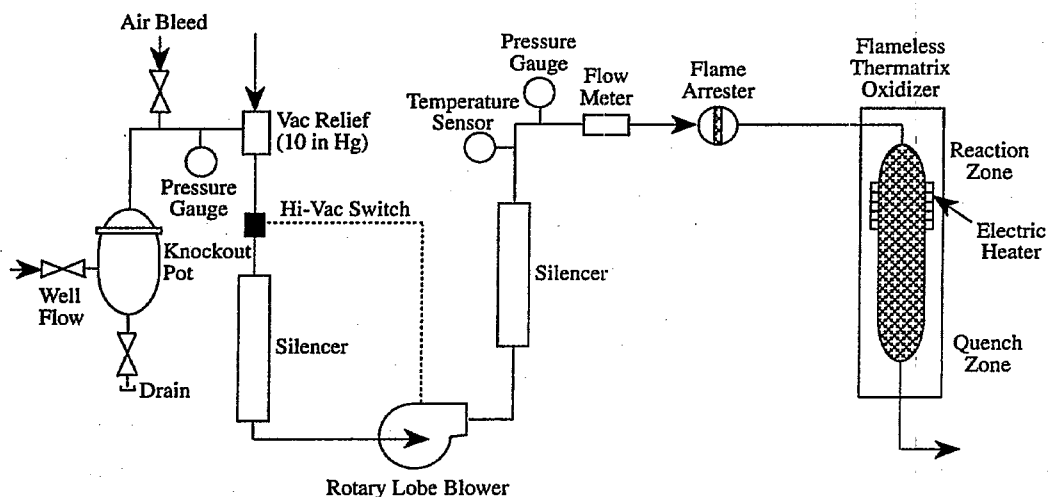 Air Bleed
Vac Relief
(10 in Hg)
Pressure
Gauge
Hi-Vac Switch
Knockout
Pot
Well
Flow
Drain
Silencer
Rotary Lobe Blower
Silencer
Temperature
Sensor
Pressure
Gauge
Flow
Meter
Flame
Arrester
Flameless
Thermatrix
Oxidizer
Reaction
Zone
Electric
Heater
Quench
Zone